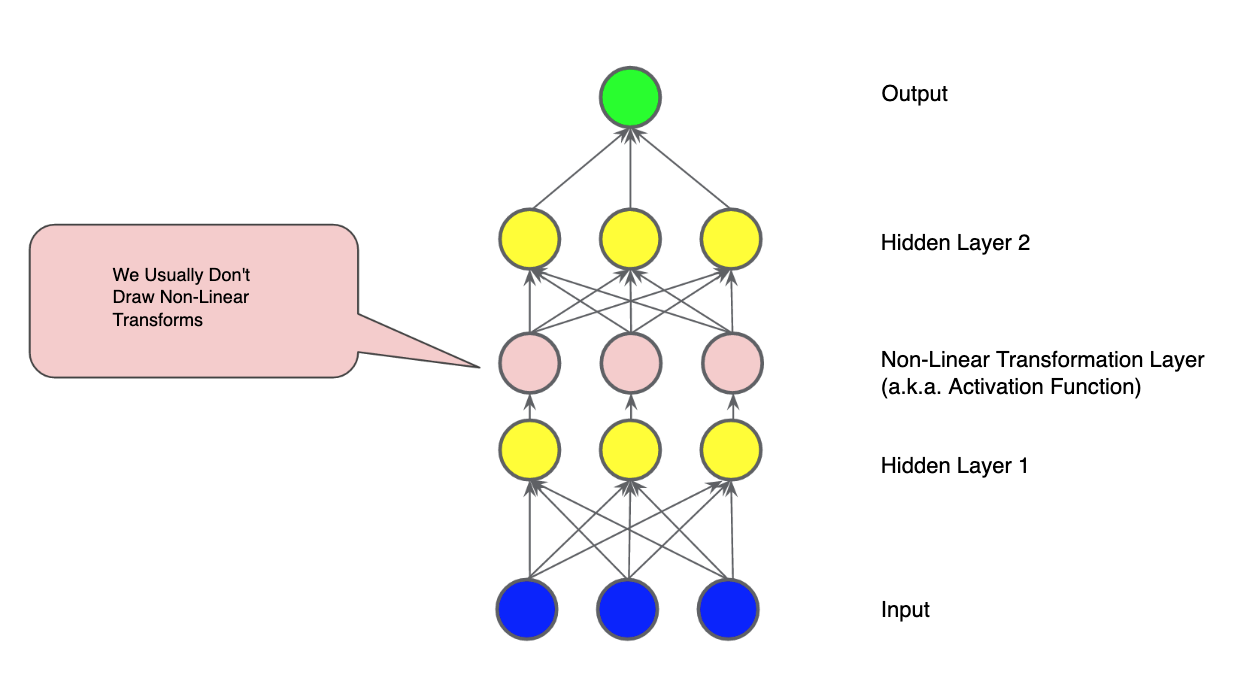 Output
Hidden Layer 2
We Usually Don't
Draw Non-Linear
Transforms
Non-Linear Transformation Layer
(a.k.a. Activation Function)
Hidden Layer 1
Input